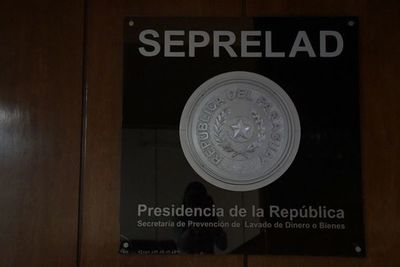 SEPRELAD
REPUBLICA DEL PARAGUAY
Presidencia de la República
Secretaría de Prevención de Lavado de Dinero o Bienes